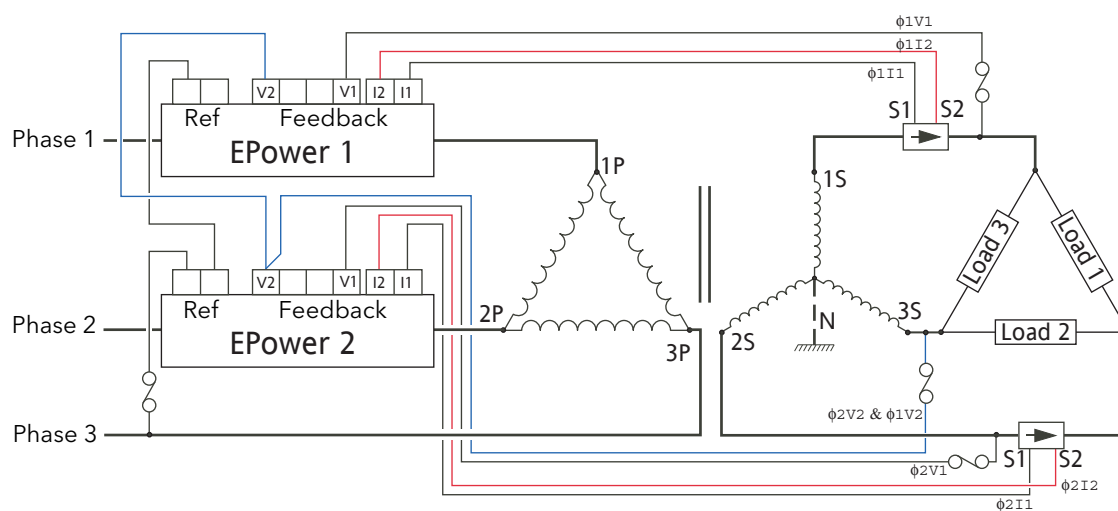 ϕ1V1
ϕ1I2
ϕ1I1
V2 V1 I2 I1
Ref Feedback
S1 S2
Phase 1
EPower 1
1P
1S
Load 3
Load 1
V2 V1 I2 I1
Ref Feedback
2P
3S
N
Phase 2
EPower 2
3P
2S
Load 2
ϕ2V2 & ϕ1V2
Phase 3
S1 S2
ϕ2V1
ϕ2I2
ϕ2I1